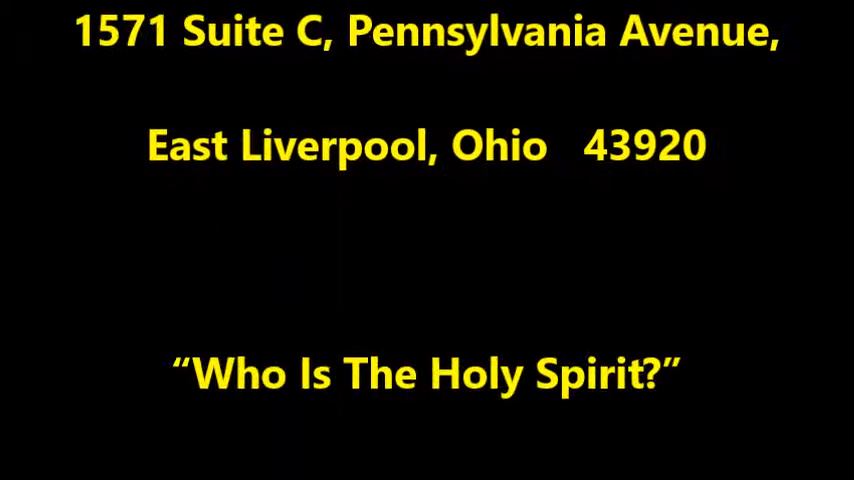 1571 Suite C, Pennsylvania Avenue,
East Liverpool, Ohio   43920
“Who Is The Holy Spirit?”